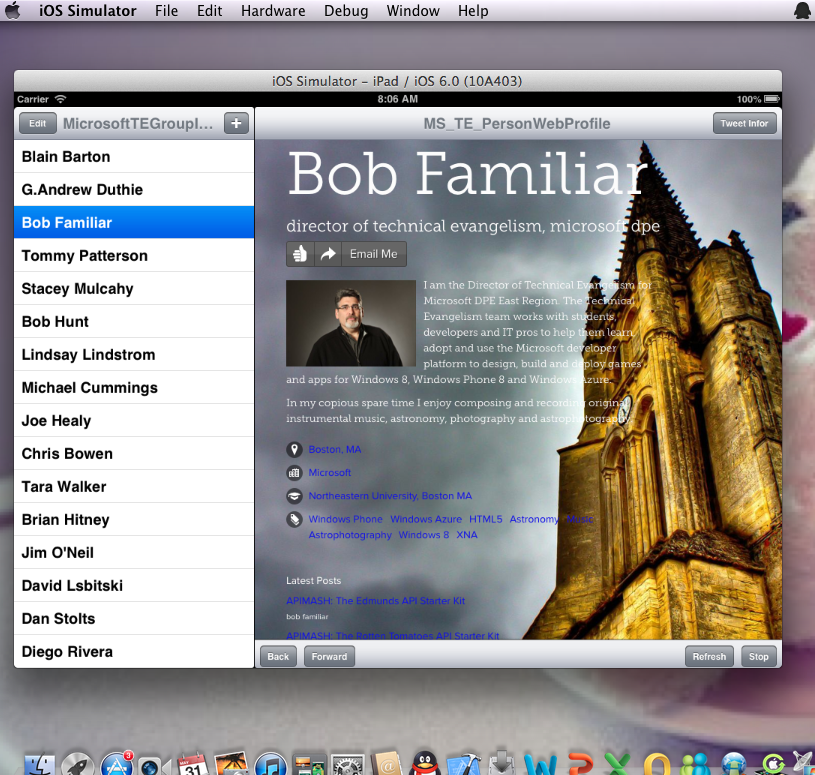 iOS Simulator File Edit Hardware Debug Window Help
iOS Simulator – iPad / iOS 6.0 (10A403)
Carrier 8:06 AM 100%
Edit MicrosoftTEGroupI... + MS_TE_PersonWebProfile Tweet Infor
Blain Barton
G.Andrew Duthie
Bob Familiar
Tommy Patterson
Stacey Mulcahy
Bob Hunt
Lindsay Lindstrom
Michael Cummings
Joe Healy
Chris Bowen
Tara Walker
Brian Hitney
Jim O'Neil
David Lsbitski
Dan Stolts
Diego Rivera
Bob Familiar
director of technical evangelism, microsoft dpe
Email Me
I am the Director of Technical Evangelism for
Microsoft DPE East Region. The Technical
Evangelism team works with students,
developers and IT pros to help them learn,
adopt and use the Microsoft developer
platform to design, build and deploy games
and apps for Windows 8, Windows Phone 8 and Windows Azure.
In my copious spare time I enjoy composing and recording original
instrumental music, astronomy, photography and astrophotography.
Boston, MA
Microsoft
Northeastern University, Boston MA
Windows Phone Windows Azure HTML5 Astronomy Music
Astrophotography Windows 8 XNA
Latest Posts
APIMASH: The Edmunds API Starter Kit
bob familiar
APIMASH: The Rotten Tomatoes API Starter Kit
Back Forward Refresh Stop
3
31